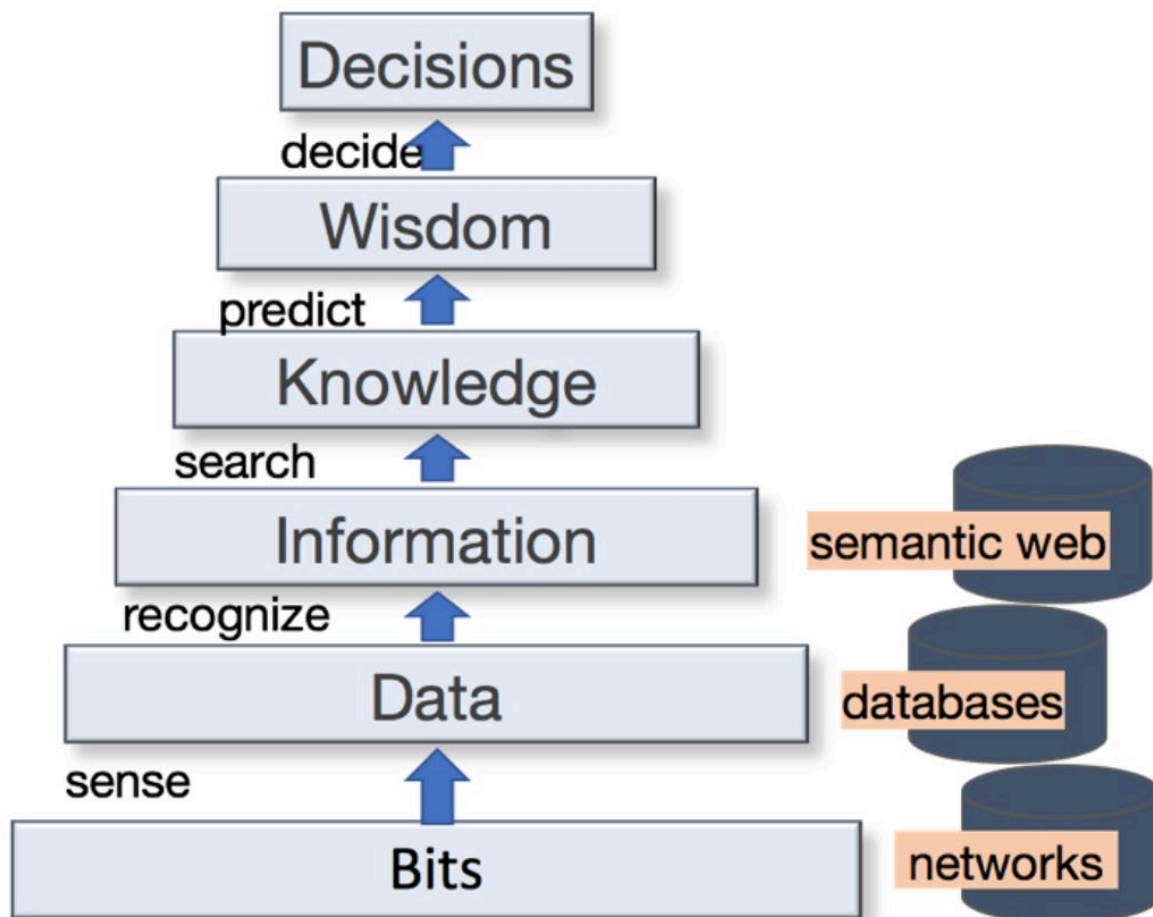 Decisions
decide
Wisdom
predict
Knowledge
search
Information
semantic web
recognize
Data
databases
sense
Bits
networks